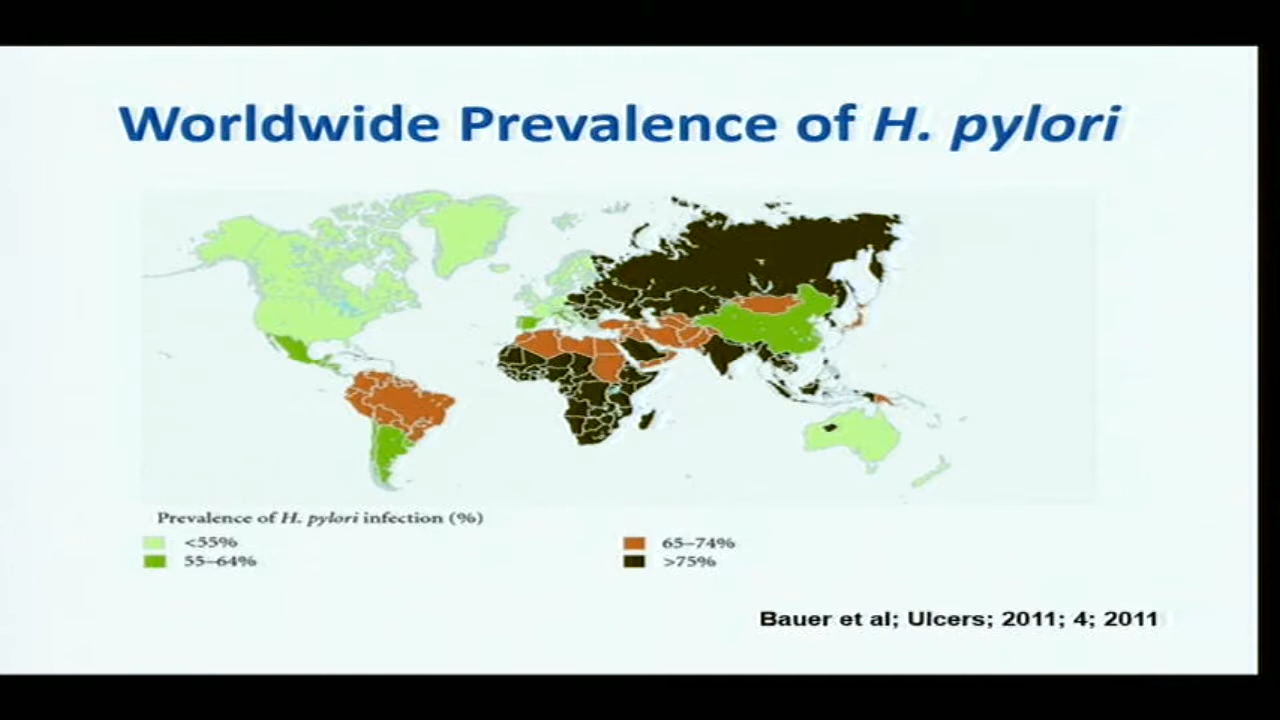 Worldwide Prevalence of H. pylori
Prevalence of H. pylori infection (%)
<55%
55–64%
65–74%
>75%
Bauer et al; Ulcers; 2011; 4; 2011